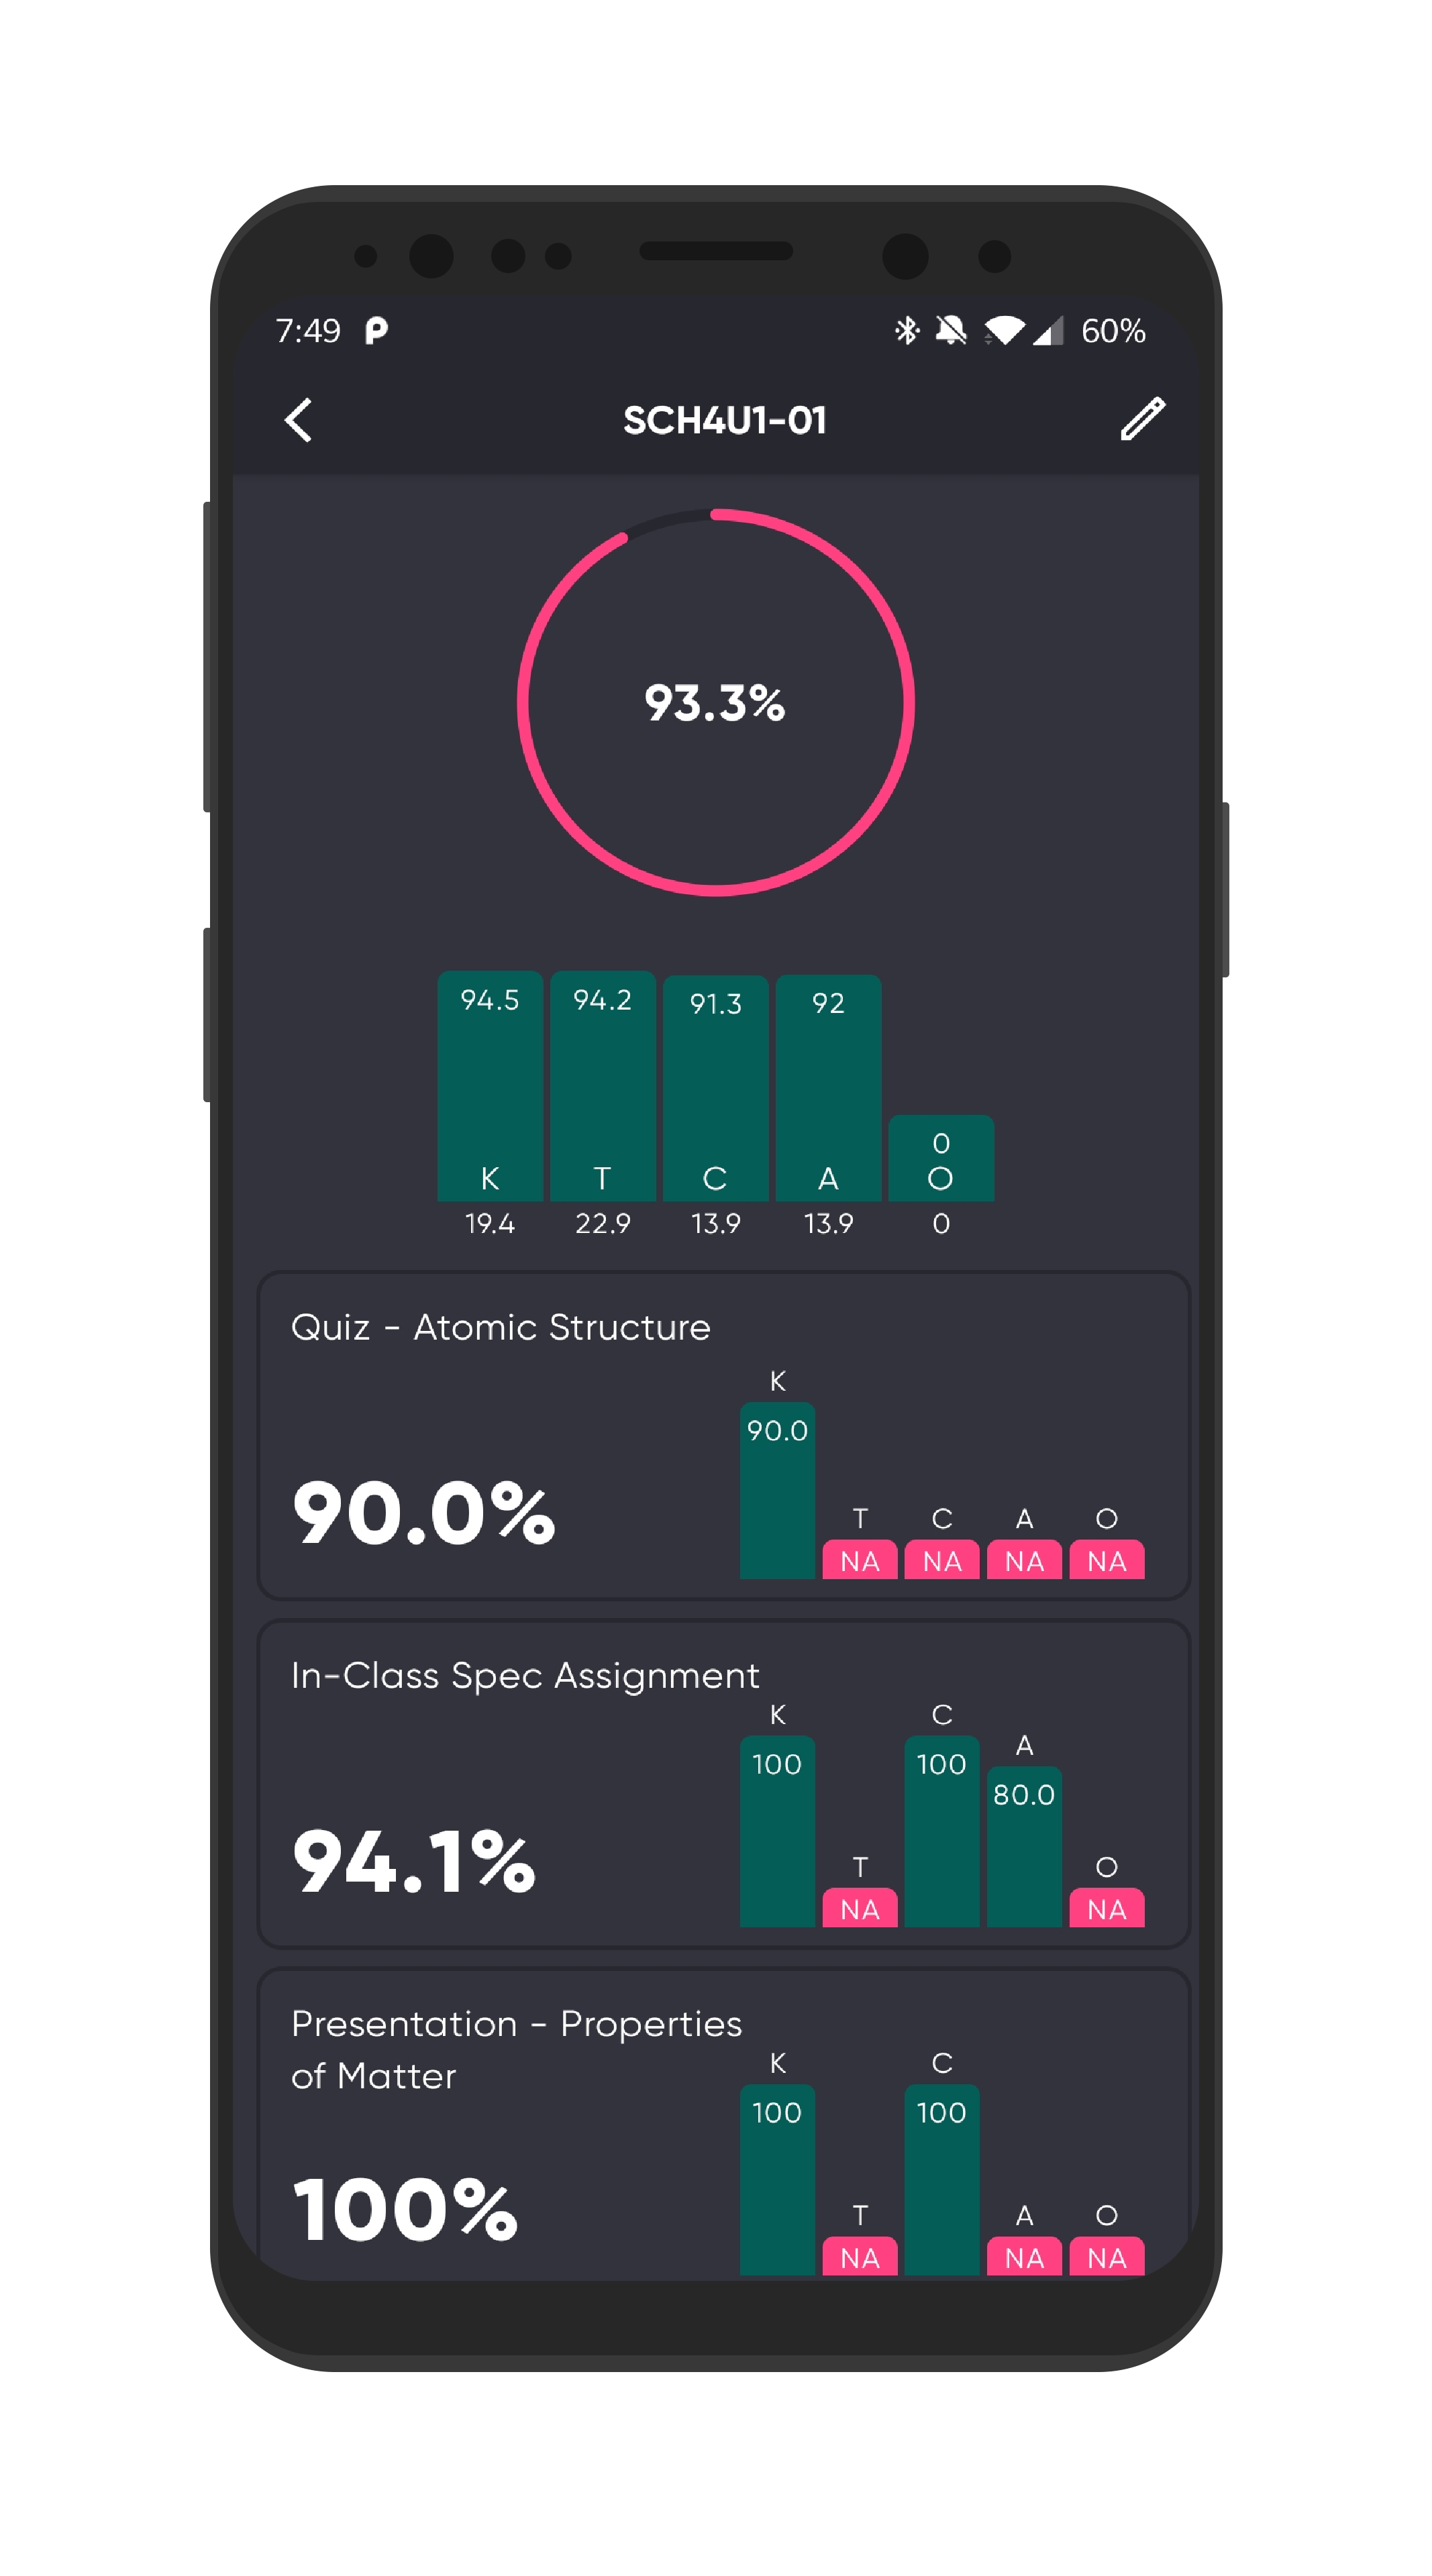 7:49 60%
SCH4U1-01
93.3%
94.5 94.2 91.3 92 0
K T C A O
19.4 22.9 13.9 13.9 0
Quiz - Atomic Structure
K
90.0
T C A O
90.0% NA NA NA NA
In-Class Spec Assignment
K C
A
100 100
80.0
T O
94.1% NA NA
Presentation - Properties
of Matter
K C
100 100
T A O
100% NA NA NA